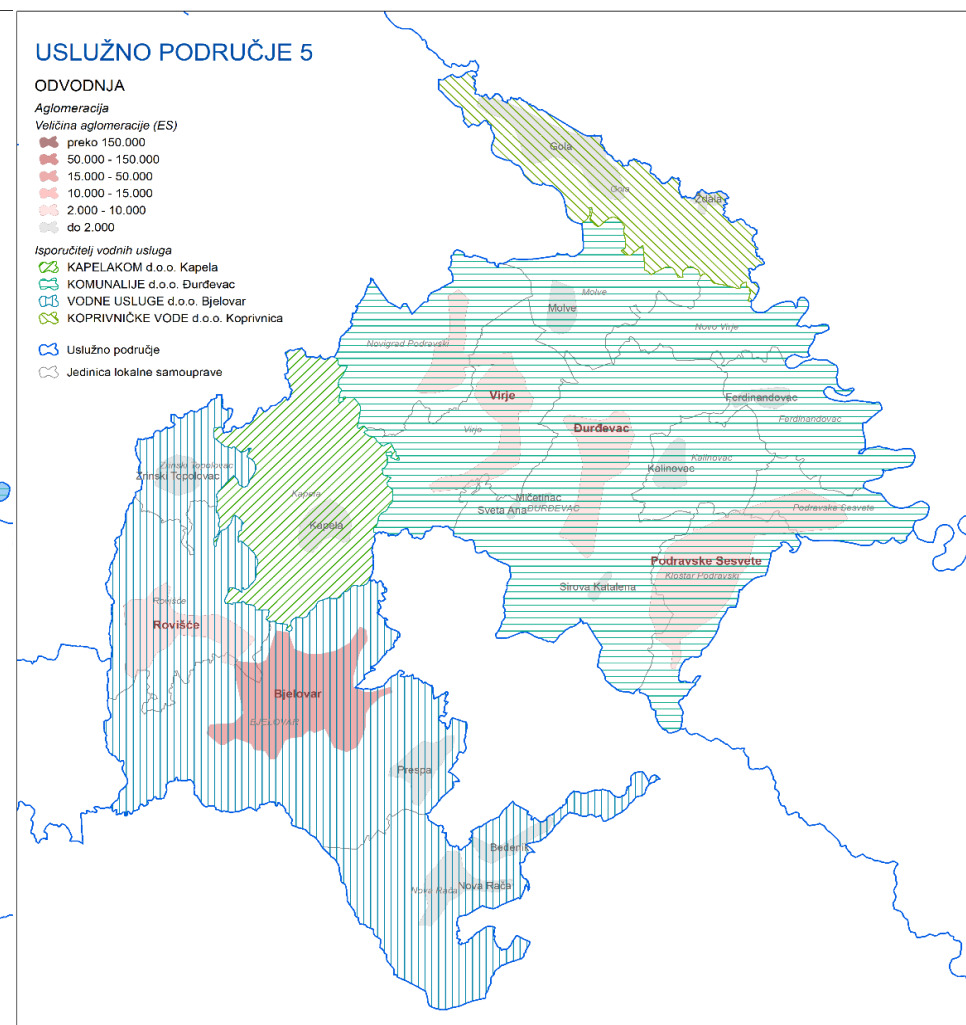 USLUŽNO PODRUČJE 5
ODVODNJA
Aglomeracija
Veličina aglomeracije (ES)
preko 150.000
50.000 - 150.000
15.000 - 50.000
10.000 - 15.000
2.000 - 10.000
do 2.000
Isporučitelj vodnih usluga
KAPELAKOM d.o.o. Kapela
KOMUNALIJE d.o.o. Đurđevac
VODNE USLUGE d.o.o. Bjelovar
KOPRIVNIČKE VODE d.o.o. Koprivnica
Uslužno područje
Jedinica lokalne samouprave
Gola
Gola
Ždala
Molve
Molve
Novo Virje
Novigrad Podravski
Virje
Ferdinandovac
Ferdinandovac
Virje
Đurđevac
Kalinovac
Kalinovac
Zrinski Topolovac
Zrinski Topolovac
Kapela
Kapela
Mičetinac
Sveta Ana
ĐURĐEVAC
Podravske Sesvete
Podravske Sesvete
Kloštar Podravski
Sirova Katalena
Rovišće
Rovišće
Bjelovar
BJELOVAR
Prespa
Bedenik
Nova Rača
Nova Rača